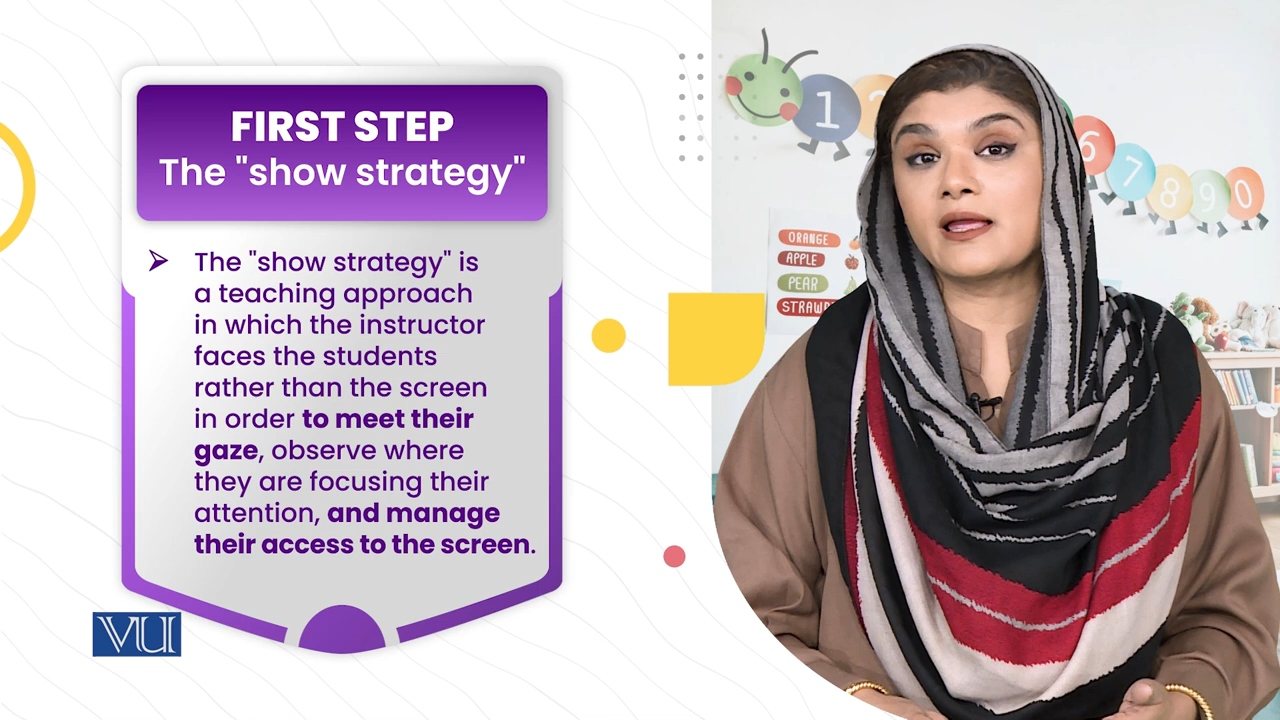 FIRST STEP
The "show strategy"
➢ The "show strategy" is
a teaching approach
in which the instructor
faces the students
rather than the screen
in order to meet their
gaze, observe where
they are focusing their
attention, and manage
their access to the screen.
VU
1
6
7
8
9
0
ORANGE
APPLE
PEAR